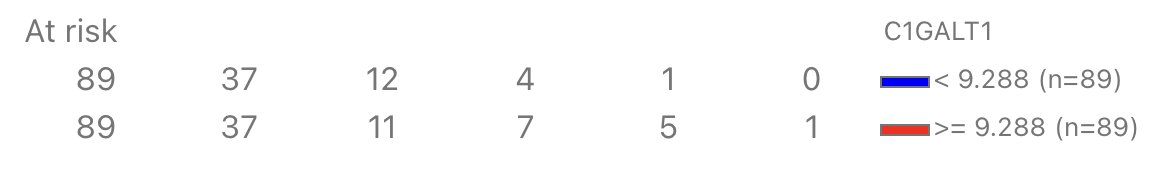 At risk C1GALT1
89 37 12 4 1 0 < 9.288 (n=89)
89 37 11 7 5 1 >= 9.288 (n=89)